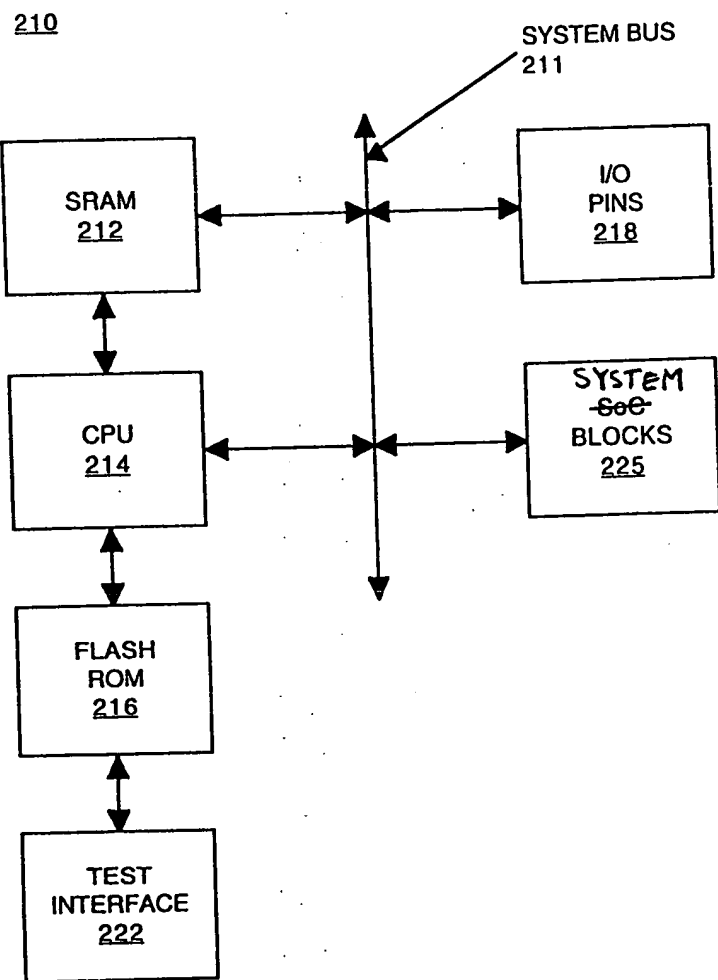 210
SYSTEM BUS
211
SRAM
212
I/O
PINS
218
CPU
214
SYSTEM
SoC
BLOCKS
225
FLASH
ROM
216
TEST
INTERFACE
222